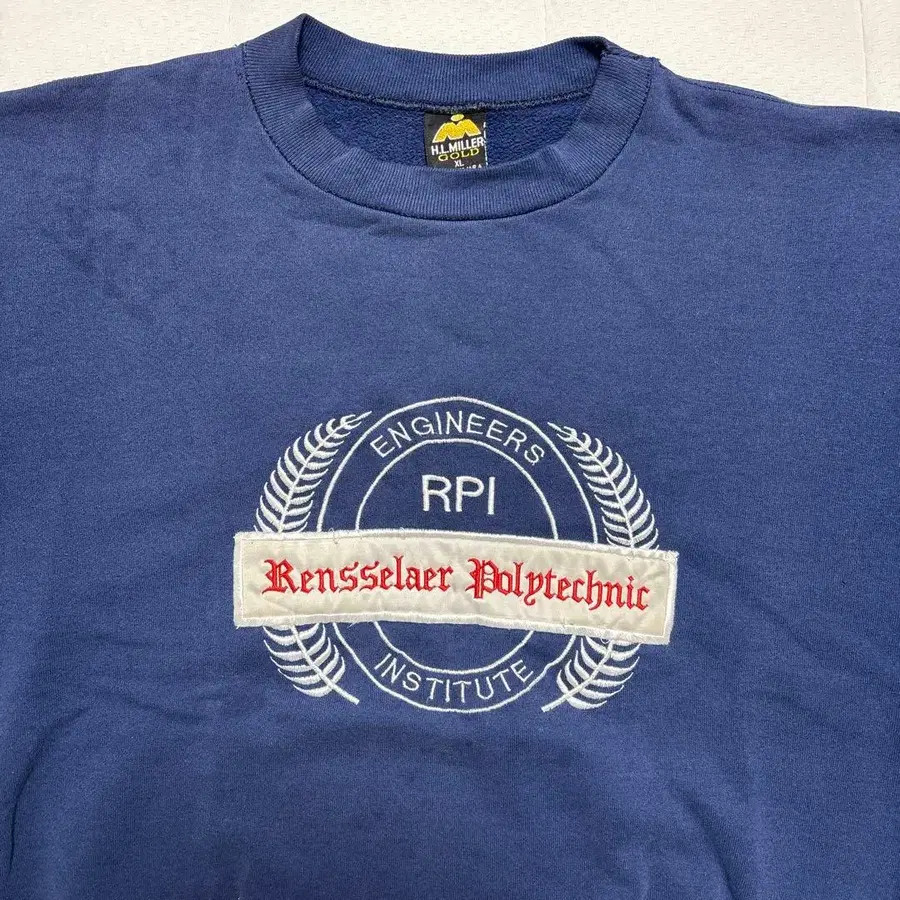 H.L.MILLER
GOLD
XL
ENGINEERS
RPI
Rensselaer Polytechnic
INSTITUTE